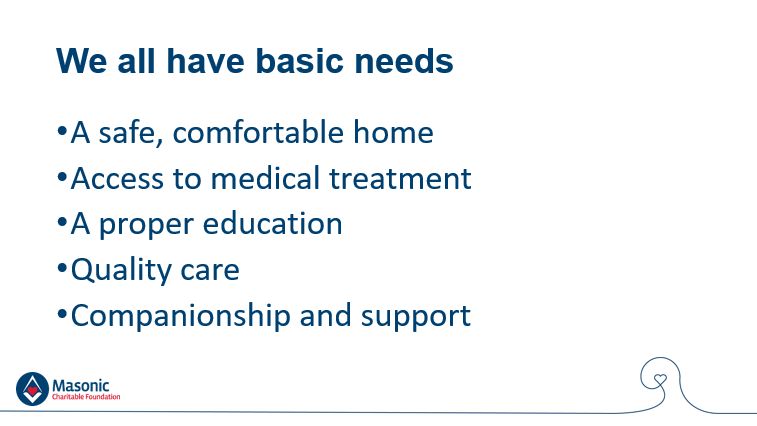 We all have basic needs
•A safe, comfortable home
•Access to medical treatment
•A proper education
•Quality care
•Companionship and support
Masonic
Charitable Foundation